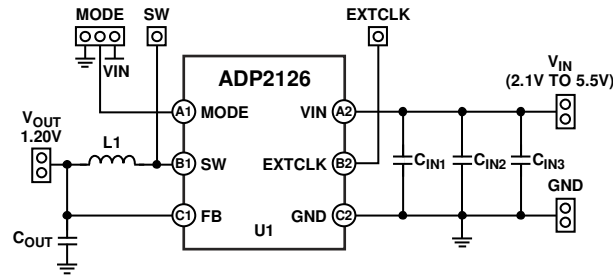 MODE
SW
EXTCLK
VIN
ADP2126
V_IN
(2.1V TO 5.5V)
V_OUT
1.20V
L1
A1 MODE
VIN A2
B1 SW
EXTCLK B2
C_IN1
C_IN2
C_IN3
C1 FB
GND C2
GND
U1
C_OUT